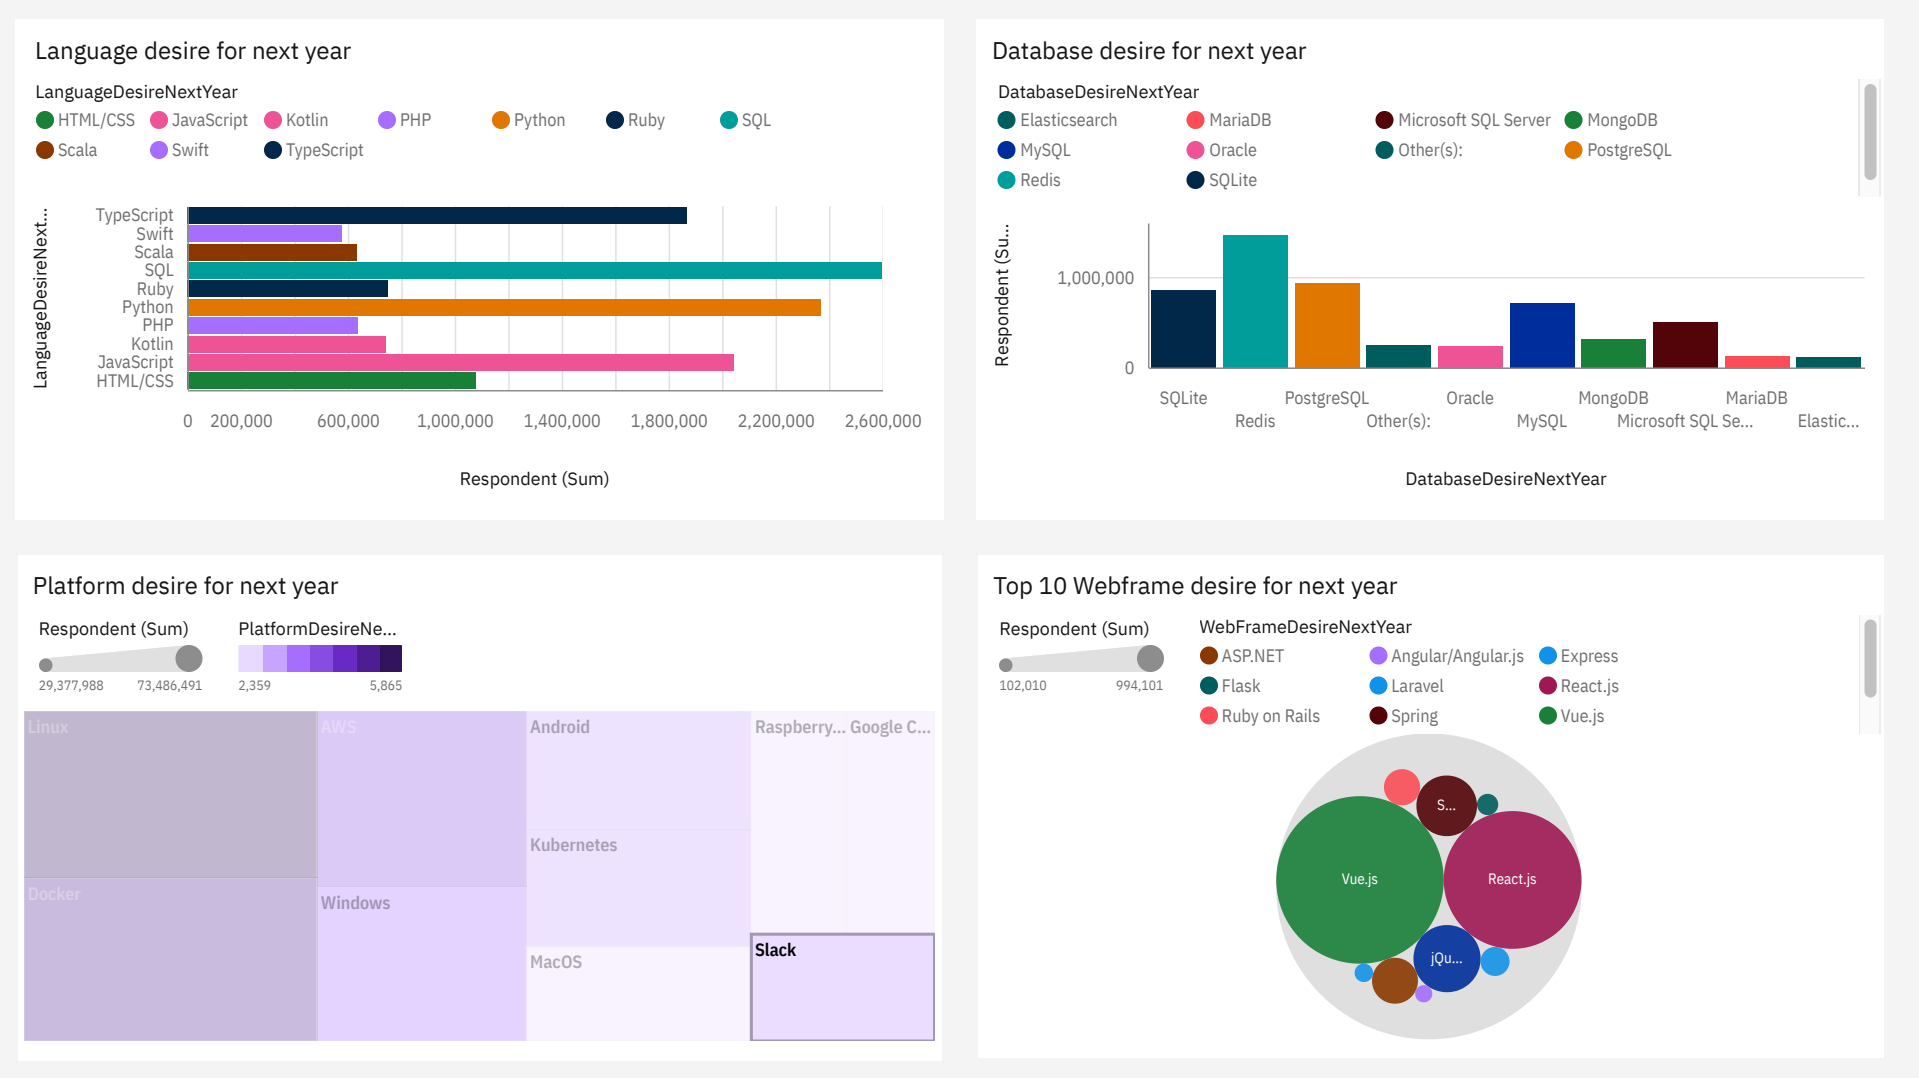 Language desire for next year
LanguageDesireNextYear
HTML/CSS JavaScript Kotlin PHP Python Ruby SQL
Scala Swift TypeScript
LanguageDesireNext...
TypeScript
Swift
Scala
SQL
Ruby
Python
PHP
Kotlin
JavaScript
HTML/CSS
0 200,000 600,000 1,000,000 1,400,000 1,800,000 2,200,000 2,600,000
Respondent (Sum)
Database desire for next year
DatabaseDesireNextYear
Elasticsearch MariaDB Microsoft SQL Server MongoDB
MySQL Oracle Other(s): PostgreSQL
Redis SQLite
Respondent (Su...
1,000,000
0
SQLite PostgreSQL Oracle MongoDB MariaDB
Redis Other(s): MySQL Microsoft SQL Se... Elastic...
DatabaseDesireNextYear
Platform desire for next year
Respondent (Sum) PlatformDesireNe...
29,377,988 73,486,491 2,359 5,865
Linux AWS Android Raspberry... Google C...
Kubernetes
Docker
Windows
Slack
MacOS
Top 10 Webframe desire for next year
Respondent (Sum) WebFrameDesireNextYear
102,010 994,101
ASP.NET Angular/Angular.js Express
Flask Laravel React.js
Ruby on Rails Spring Vue.js
S...
Vue.js React.js
jQu...